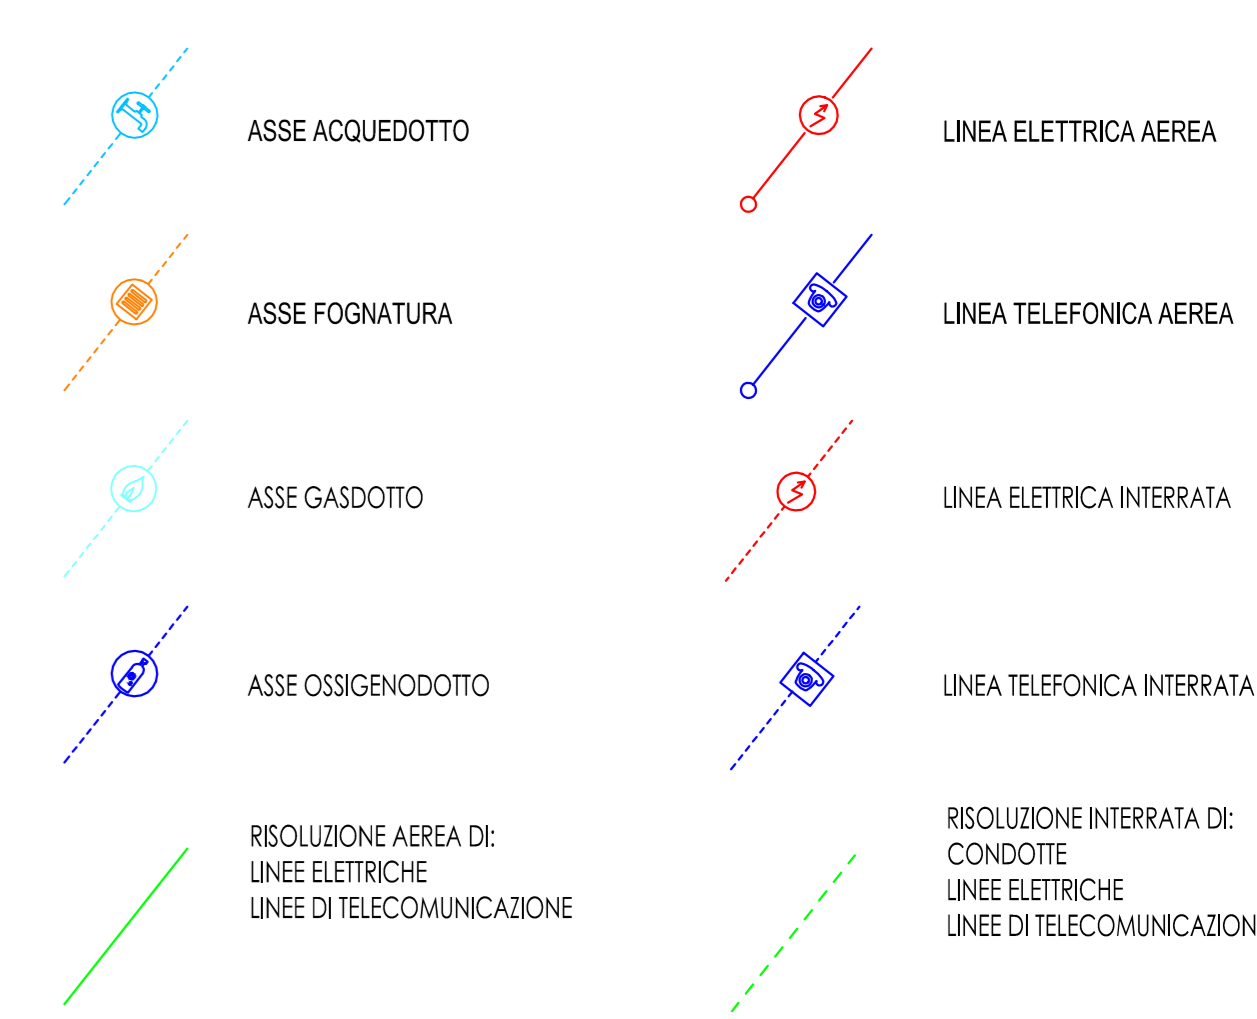 ASSE ACQUEDOTTO
LINEA ELETTRICA AEREA
ASSE FOGNATURA
LINEA TELEFONICA AEREA
ASSE GASDOTTO
LINEA ELETTRICA INTERRATA
ASSE OSSIGENODOTTO
LINEA TELEFONICA INTERRATA
RISOLUZIONE AEREA DI:
LINEE ELETTRICHE
LINEE DI TELECOMUNICAZIONE
RISOLUZIONE INTERRATA DI:
CONDOTTE
LINEE ELETTRICHE
LINEE DI TELECOMUNICAZION